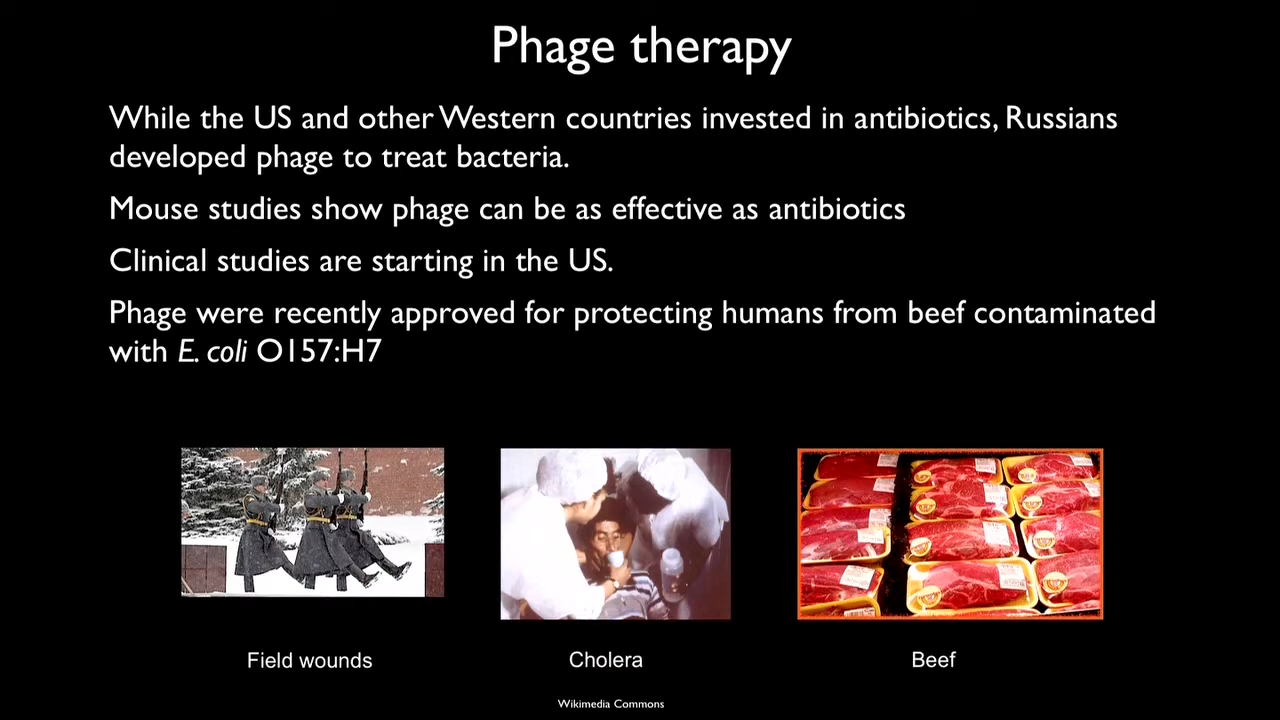 Phage therapy
While the US and other Western countries invested in antibiotics, Russians
developed phage to treat bacteria.
Mouse studies show phage can be as effective as antibiotics
Clinical studies are starting in the US.
Phage were recently approved for protecting humans from beef contaminated
with E. coli O157:H7
Field wounds
Cholera
Beef
Wikimedia Commons